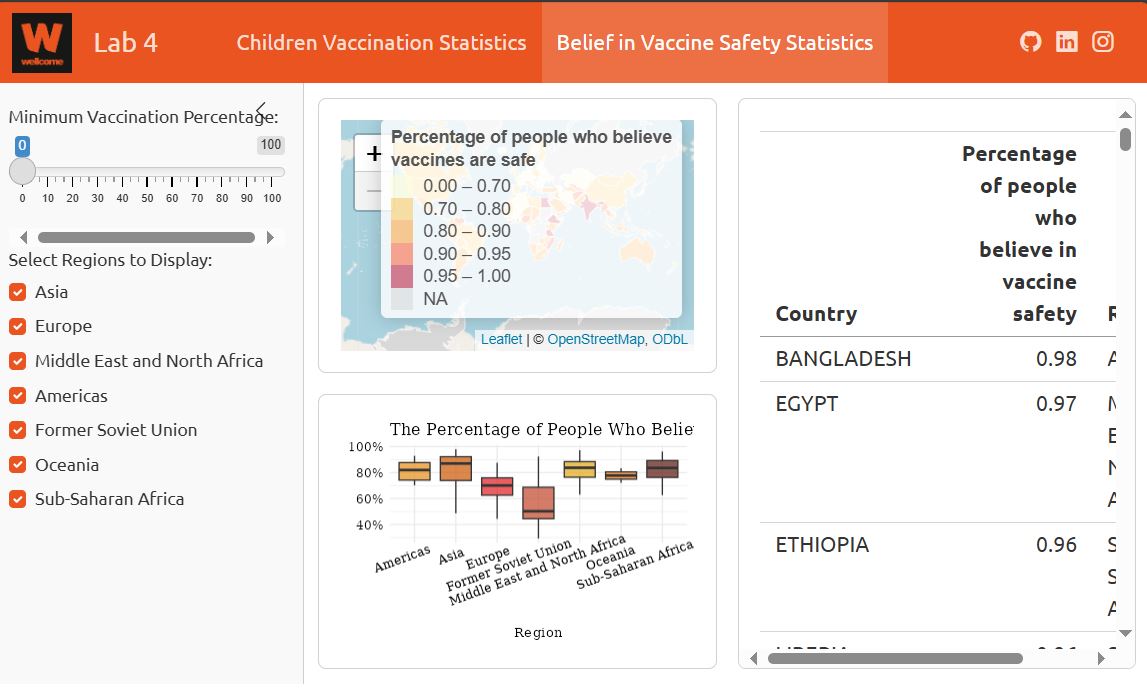 wellcome
Lab 4
Children Vaccination Statistics
Belief in Vaccine Safety Statistics
Minimum Vaccination Percentage:
0
100
0 10 20 30 40 50 60 70 80 90 100
Select Regions to Display:
Asia
Europe
Middle East and North Africa
Americas
Former Soviet Union
Oceania
Sub-Saharan Africa
+
−
Percentage of people who believe
vaccines are safe
0.00 – 0.70
0.70 – 0.80
0.80 – 0.90
0.90 – 0.95
0.95 – 1.00
NA
Leaflet | © OpenStreetMap, ODbL
The Percentage of People Who Belie
100%
80%
60%
40%
Americas
Asia
Europe
Former Soviet Union
Middle East and North Africa
Oceania
Sub-Saharan Africa
Region
Percentage
of people
who
believe in
vaccine
Country safety
BANGLADESH 0.98 A
EGYPT 0.97 M
E
N
A
ETHIOPIA 0.96 S
S
A